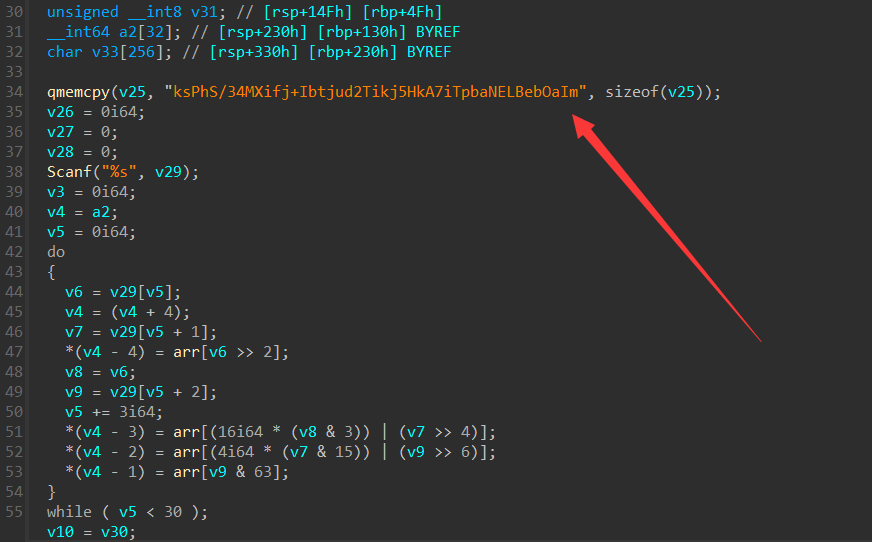 30 unsigned __int8 v31; // [rsp+14Fh] [rbp+4Fh]
31 __int64 a2[32]; // [rsp+230h] [rbp+130h] BYREF
32 char v33[256]; // [rsp+330h] [rbp+230h] BYREF
33
34 qmemcpy(v25, "ksPhS/34MXifj+Ibtjud2Tikj5HkA7iTpbaNELBebOaIm", sizeof(v25));
35 v26 = 0i64;
36 v27 = 0;
37 v28 = 0;
38 Scanf("%s", v29);
39 v3 = 0i64;
40 v4 = a2;
41 v5 = 0i64;
42 do
43 {
44 v6 = v29[v5];
45 v4 = (v4 + 4);
46 v7 = v29[v5 + 1];
47 *(v4 - 4) = arr[v6 >> 2];
48 v8 = v6;
49 v9 = v29[v5 + 2];
50 v5 += 3i64;
51 *(v4 - 3) = arr[(16i64 * (v8 & 3)) | (v7 >> 4)];
52 *(v4 - 2) = arr[(4i64 * (v7 & 15)) | (v9 >> 6)];
53 *(v4 - 1) = arr[v9 & 63];
54 }
55 while ( v5 < 30 );
v10 = v30;